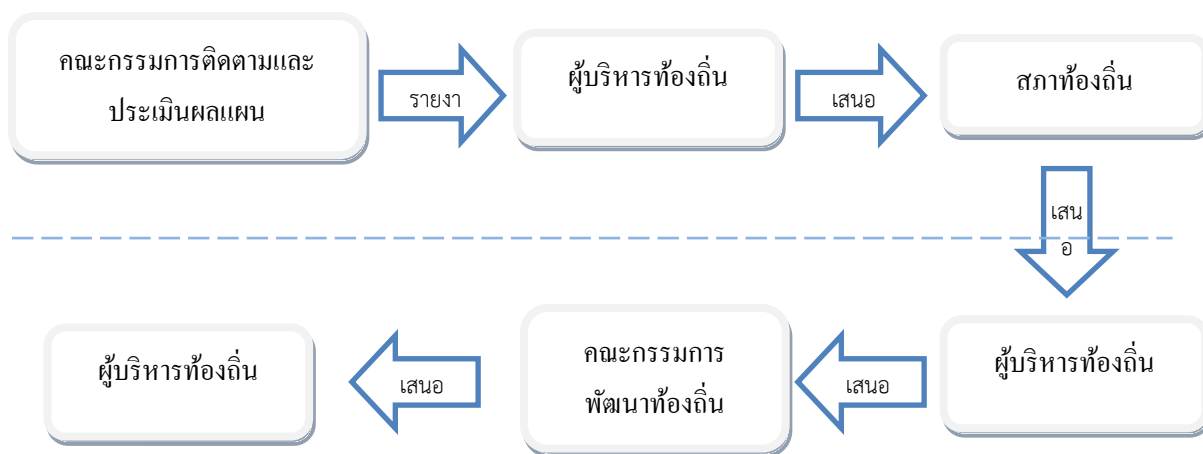 คณะกรรมการติดตามและ
ประเมินผลแผน
รายงา
ผู้บริหารท้องถิ่น
เสนอ
สภาท้องถิ่น
เสน
อ
ผู้บริหารท้องถิ่น
เสนอ
คณะกรรมการ
พัฒนาท้องถิ่น
เสนอ
ผู้บริหารท้องถิ่น